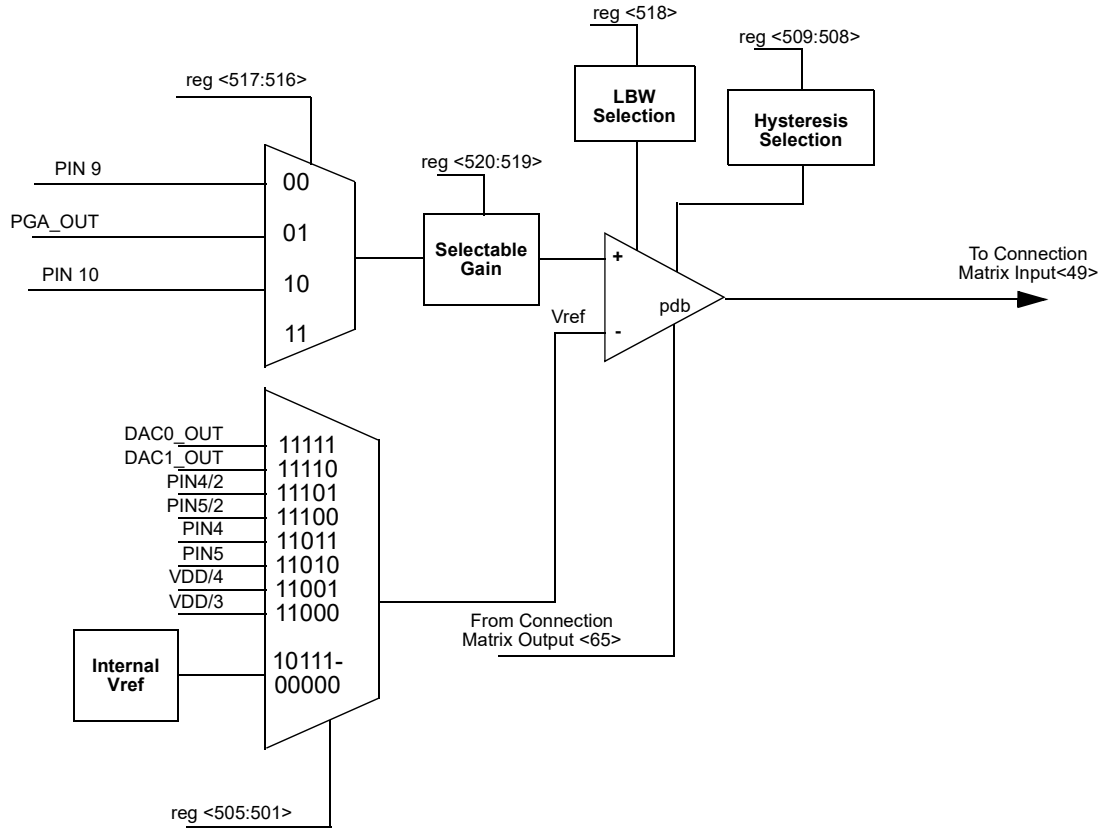 reg <518>
reg <509:508>
reg <517:516>
LBW
Selection
Hysteresis
Selection
PIN 9
00
reg <520:519>
PGA_OUT
01
Selectable
Gain
+
To Connection
Matrix Input<49>
PIN 10
10
pdb
Vref
-
11
DAC0_OUT
11111
DAC1_OUT
11110
PIN4/2
11101
PIN5/2
11100
PIN4
11011
PIN5
11010
VDD/4
11001
VDD/3
11000
From Connection
Matrix Output <65>
Internal
Vref
10111-
00000
reg <505:501>